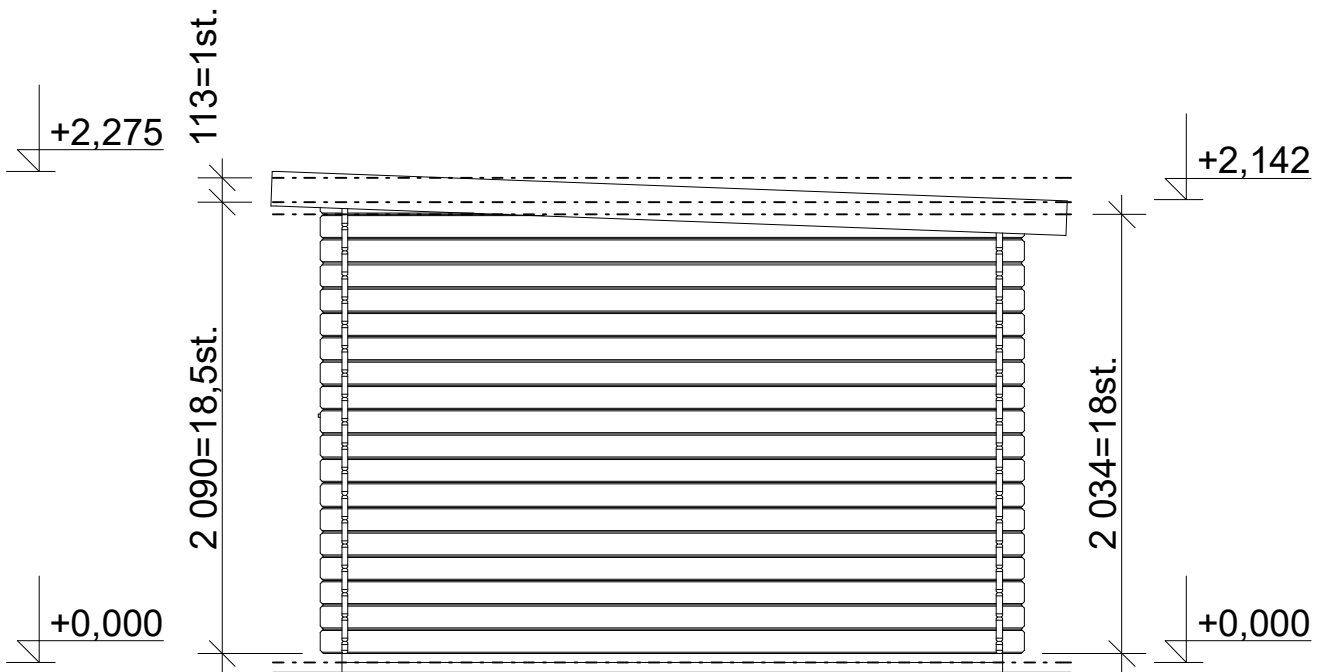 113=1st.
+2,275
+2,142
2 090=18,5st.
2 034=18st.
+0,000
+0,000